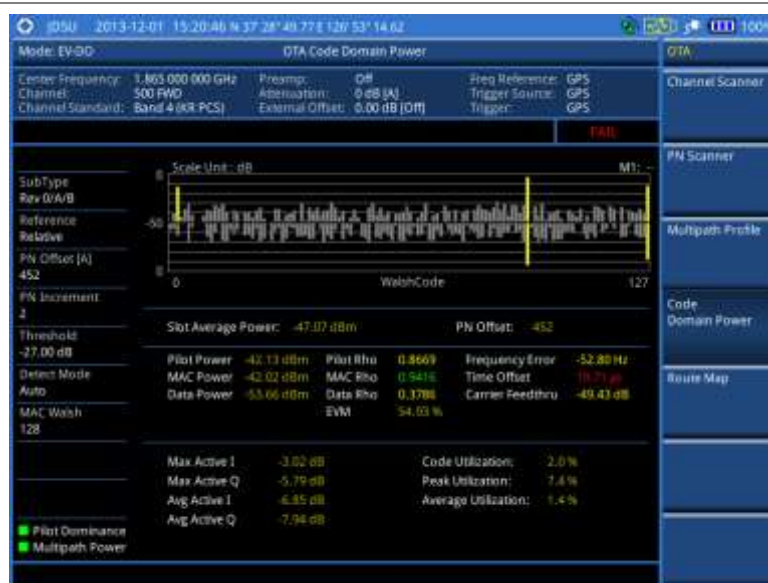 JDSU 2013-12-01 15:20:46 N 37 28' 49.77 E 126 53' 14.62 100%
Mode: EV-DO OTA Code Domain Power OTA
Center Frequency: 1.865 000 000 GHz Preamp: Off Freq Reference: GPS
Channel: 500 FWD Attenuation: 0 dB [A] Trigger Source: GPS
Channel Standard: Band 4 (KR PCS) External Offset: 0.00 dB [Off] Trigger: GPS
Channel Scanner
FAIL
PN Scanner
Multipath Profile
Code
Domain Power
Route Map
SubType
Rev 0/A/B
Reference
Relative
PN Offset [A]
452
PN Increment
2
Threshold
-27.00 dB
Detect Mode
Auto
MAC Walsh
128
Pilot Dominance
Multipath Power
Scale Unit: dB M1: --
0
-50
0 WalshCode 127
Slot Average Power: -47.07 dBm PN Offset: 452
Pilot Power -42.13 dBm Pilot Rho 0.8669 Frequency Error -52.80 Hz
MAC Power -42.02 dBm MAC Rho 0.9416 Time Offset
Data Power -53.66 dBm Data Rho 0.3786 Carrier Feedthru -49.43 dB
EVM 54.93 %
Max Active I -3.02 dB Code Utilization: 2.0 %
Max Active Q -5.79 dB Peak Utilization: 7.4 %
Avg Active I -6.85 dB Average Utilization: 1.4 %
Avg Active Q -7.94 dB